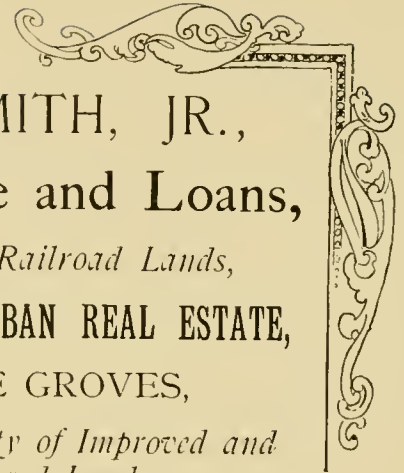 MITH, JR.,
e and Loans,
Railroad Lands,
BAN REAL ESTATE,
E GROVES,
ty of Improved and